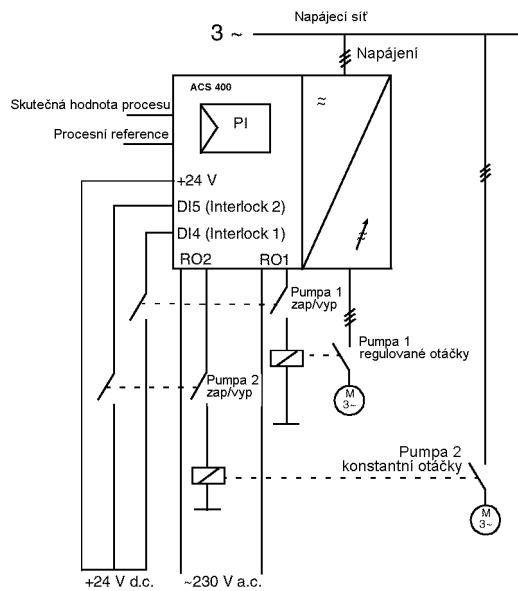 Napájecí síť
3 ~
Napájení
ACS 400
≂
Skutečná hodnota procesu
PI
Procesní reference
+24 V
DI5 (Interlock 2)
DI4 (Interlock 1)
RO2
RO1
Pumpa 1
zap/vyp
Pumpa 1
regulované otáčky
Pumpa 2
zap/vyp
M
3~
Pumpa 2
konstantní otáčky
M
3~
+24 V d.c.
~230 V a.c.